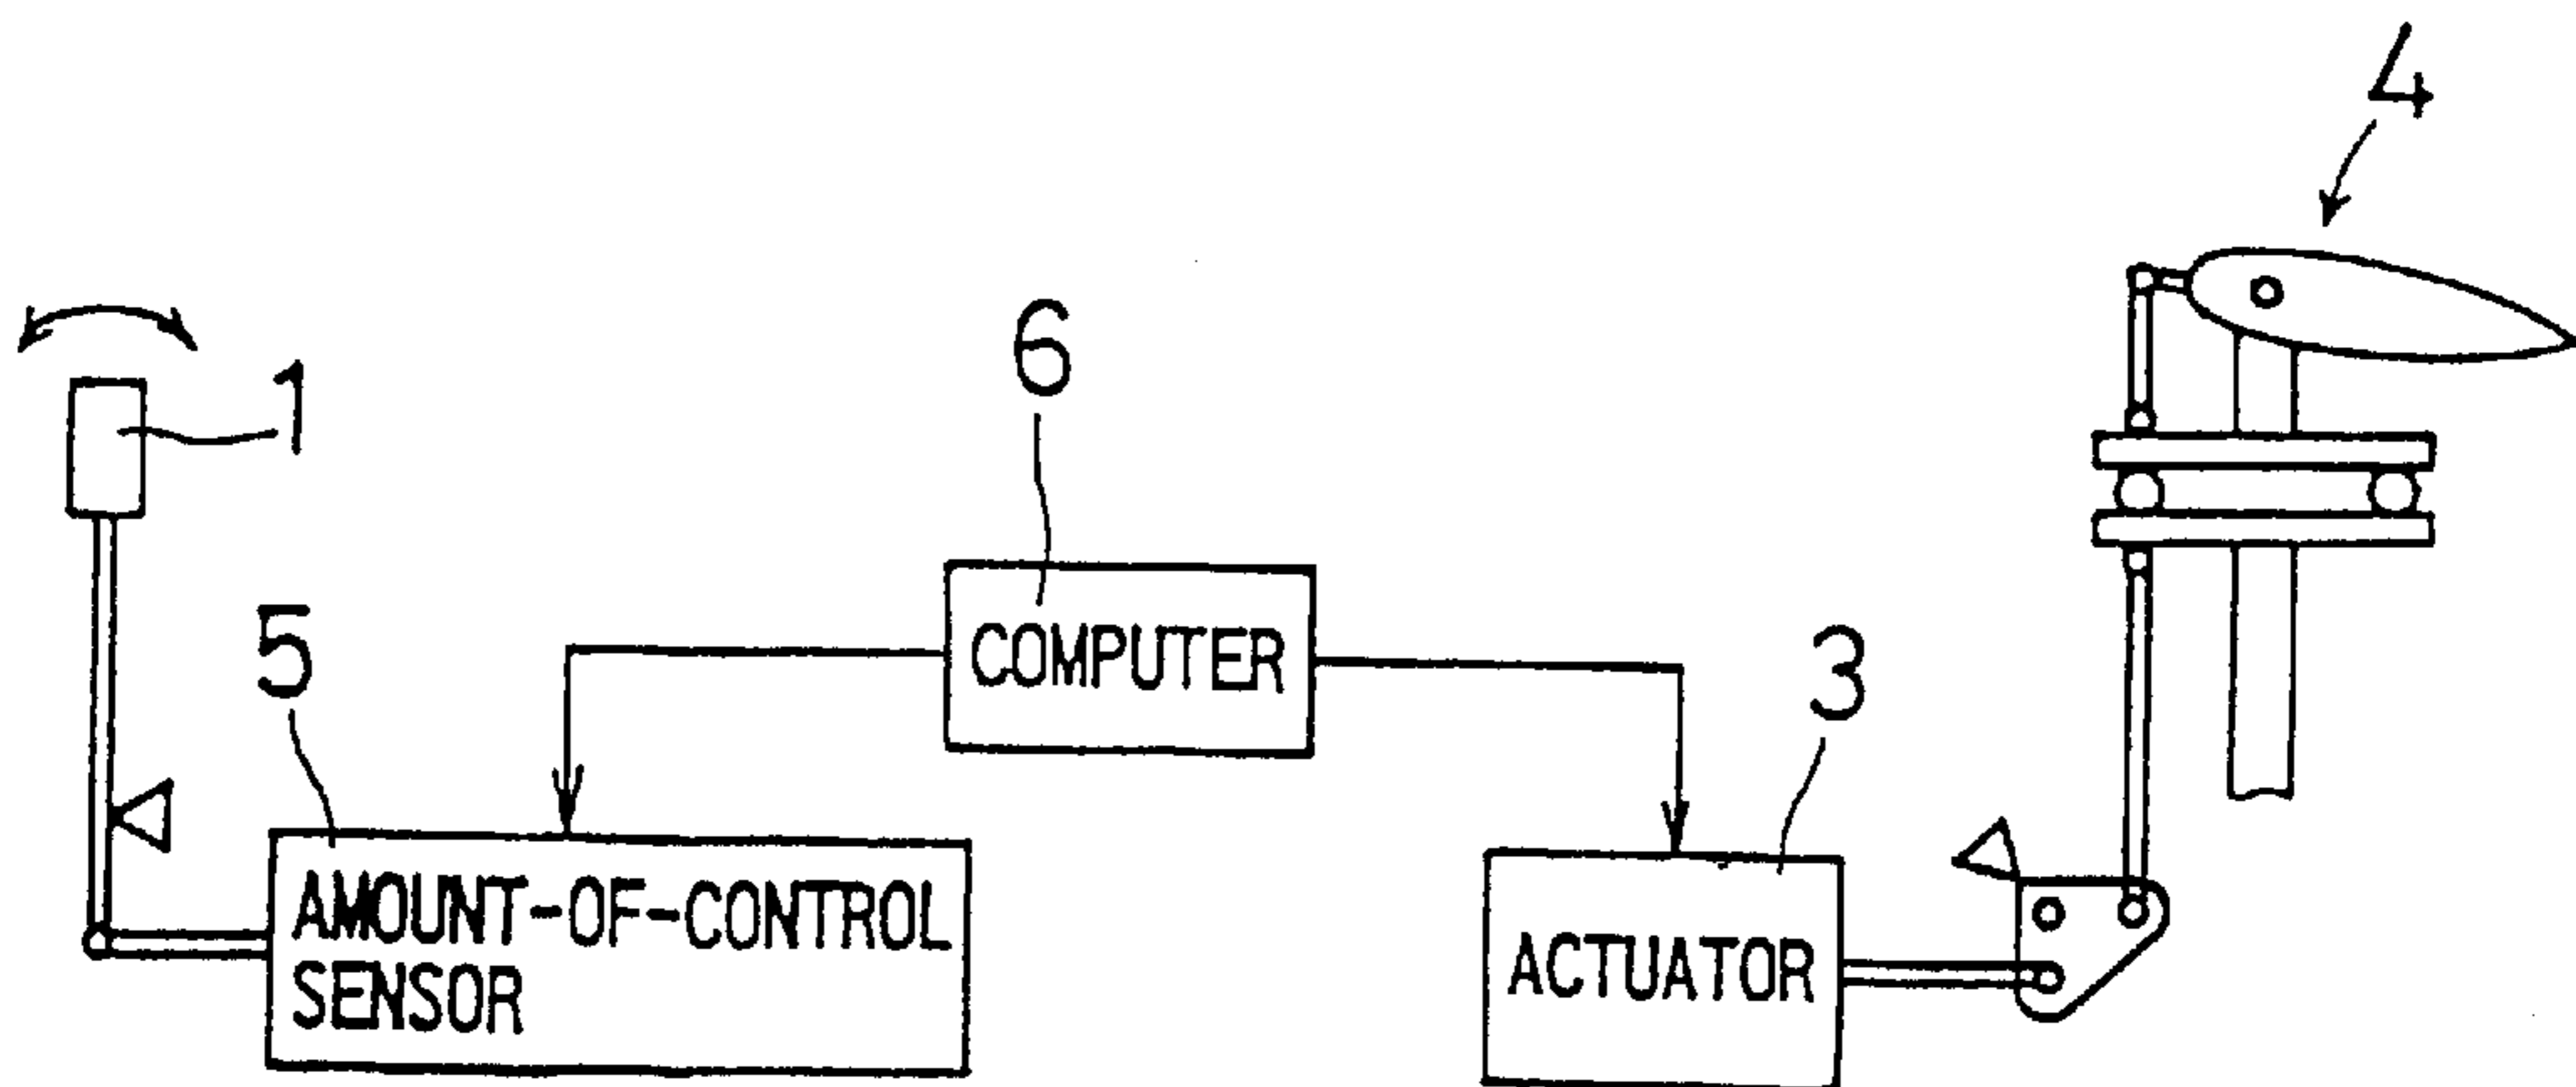 4
6
1
COMPUTER
5
3
AMOUNT-OF-CONTROL
SENSOR
ACTUATOR